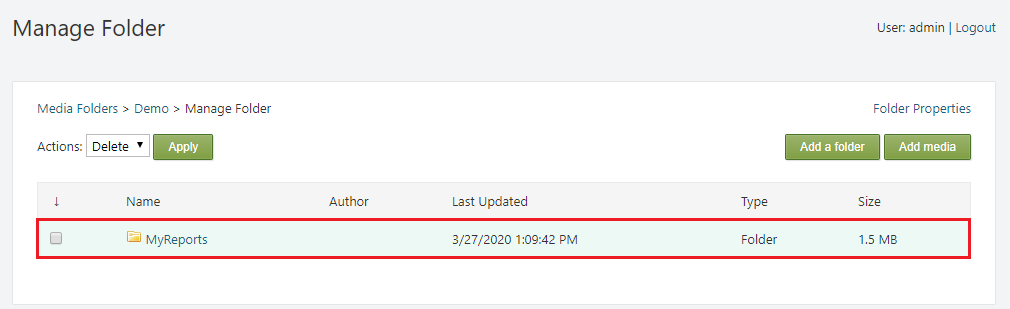 Manage Folder
User: admin | Logout
Media Folders > Demo > Manage Folder
Folder Properties
Actions: Delete Apply
Add a folder Add media
↓ Name Author Last Updated Type Size
MyReports 3/27/2020 1:09:42 PM Folder 1.5 MB